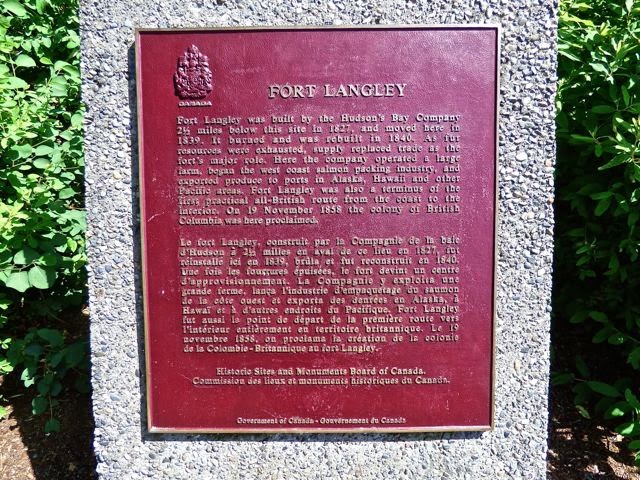 CANADA
FORT LANGLEY
Fort Langley was built by the Hudson's Bay Company
2½ miles below this site in 1827, and moved here in
1839. It burned and was rebuilt in 1840. As fur
resources were exhausted, supply replaced trade as the
fort's major role. Here the company operated a large
farm, began the west coast salmon packing industry, and
exported produce to ports in Alaska, Hawaii and other
Pacific areas. Fort Langley was also a terminus of the
first practical all-British route from the coast to the
interior. On 19 November 1858 the colony of British
Columbia was here proclaimed.
Le fort Langley, construit par la Compagnie de la baie
d'Hudson à 2½ milles en aval de ce lieu en 1827, fut
réinstallé ici en 1839, brûla et fut reconstruit en 1840.
Une fois les fourrures épuisées, le fort devint un centre
d'approvisionnement. La Compagnie y exploita une
grande ferme, lança l'industrie d'empaquetage du saumon
de la côte ouest et exporta des denrées en Alaska, à
Hawaï et à d'autres endroits du Pacifique. Fort Langley
fut aussi le point de départ de la première route vers
l'intérieur entièrement en territoire britannique. Le 19
novembre 1858, on proclama la création de la colonie
de la Colombie-Britannique au fort Langley.
Historic Sites and Monuments Board of Canada.
Commission des lieux et monuments historiques du Canada.
Government of Canada - Gouvernement du Canada